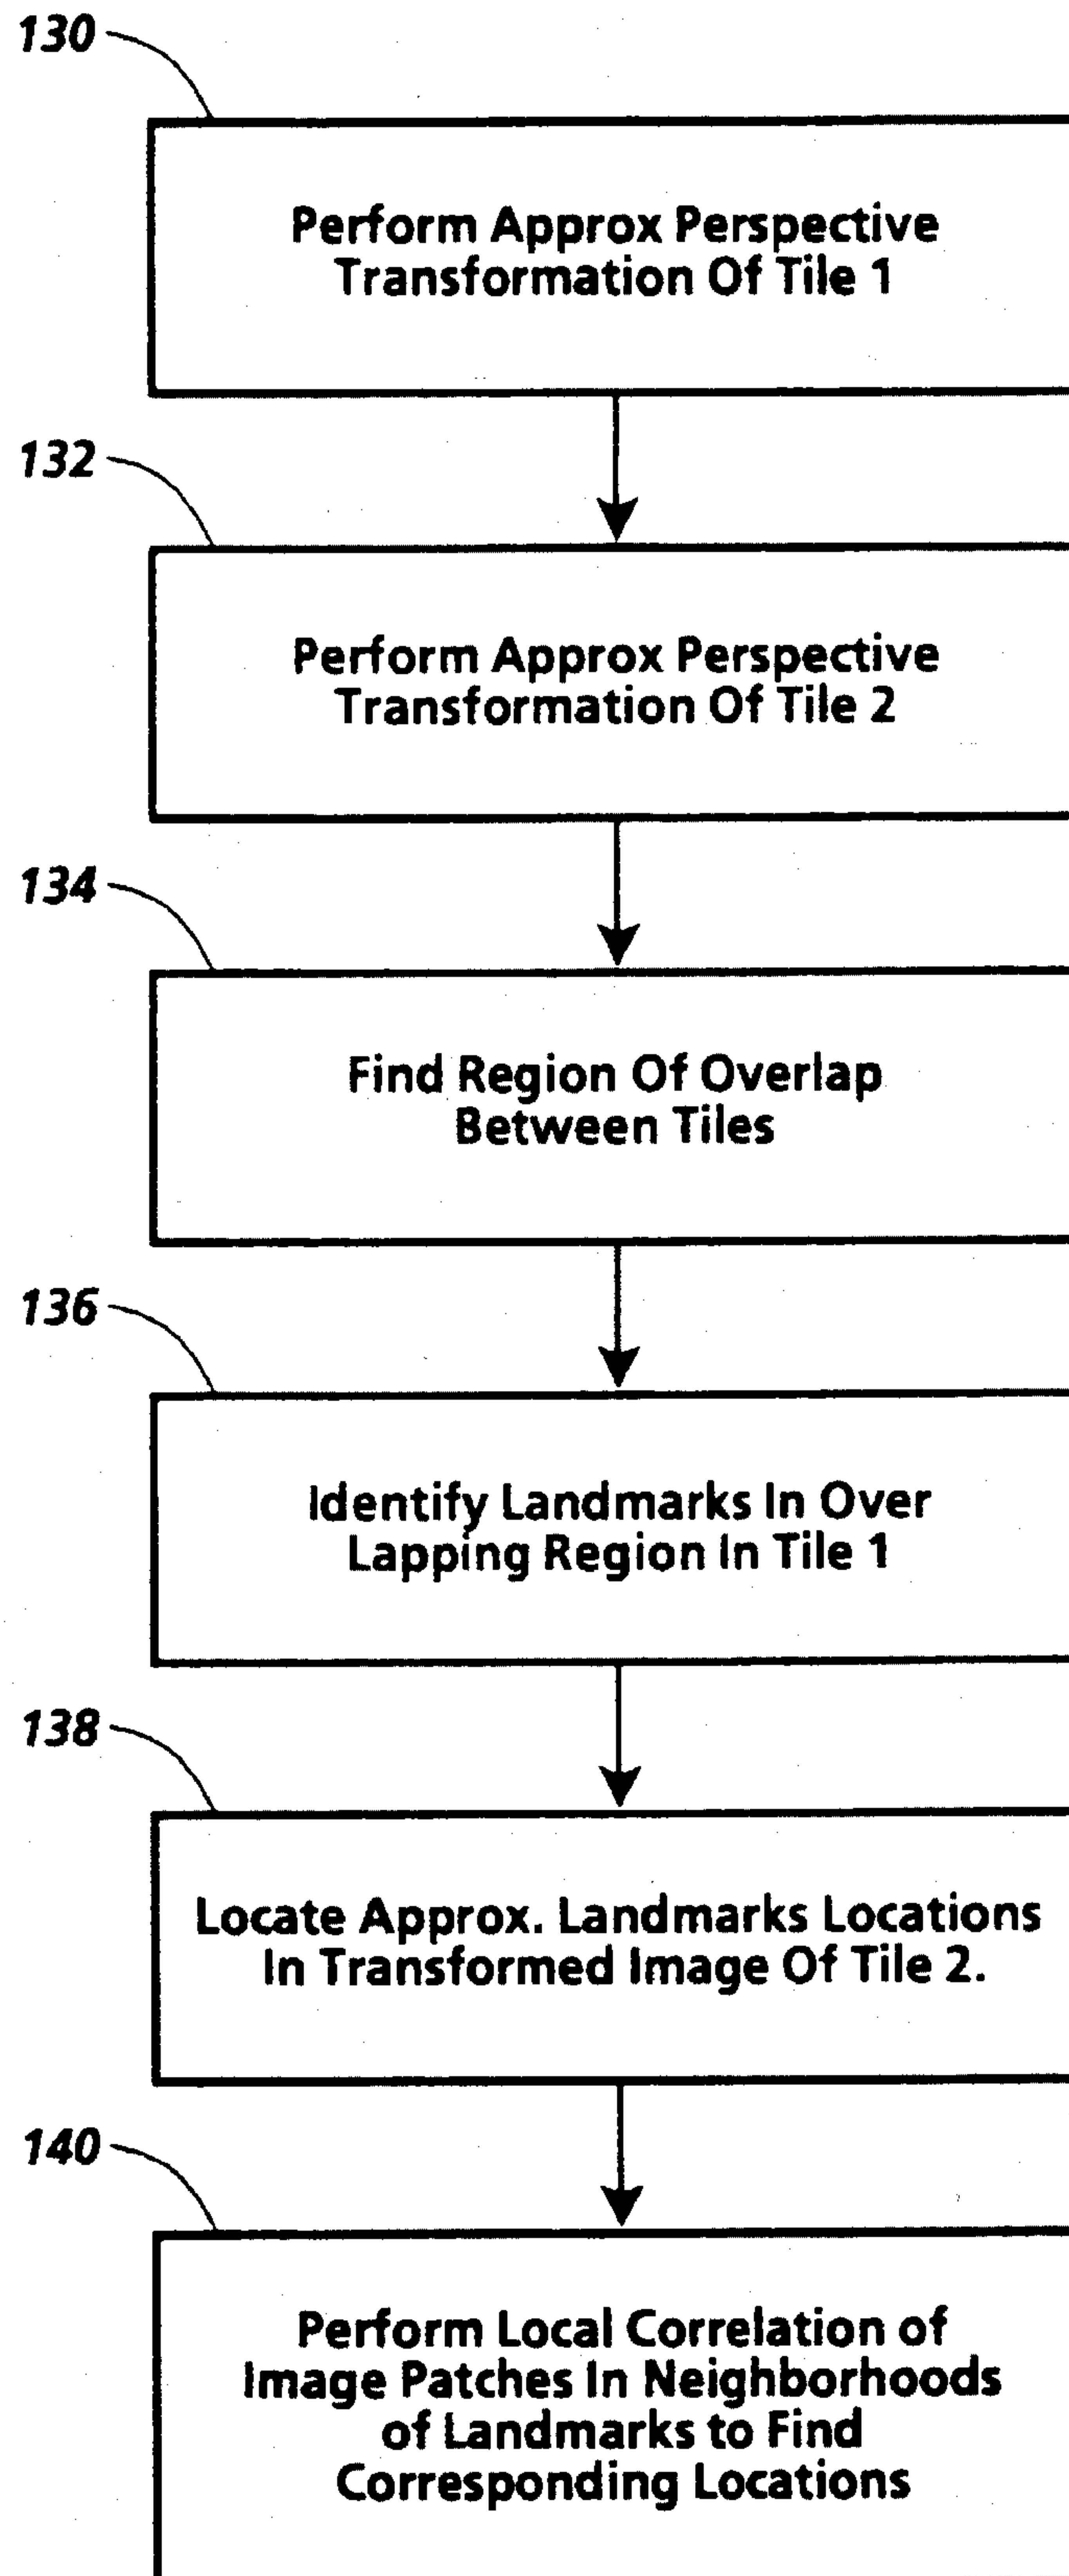 130
Perform Approx Perspective
Transformation Of Tile 1
132
Perform Approx Perspective
Transformation Of Tile 2
134
Find Region Of Overlap
Between Tiles
136
Identify Landmarks In Over
Lapping Region In Tile 1
138
Locate Approx. Landmarks Locations
In Transformed Image Of Tile 2.
140
Perform Local Correlation of
Image Patches In Neighborhoods
of Landmarks to Find
Corresponding Locations